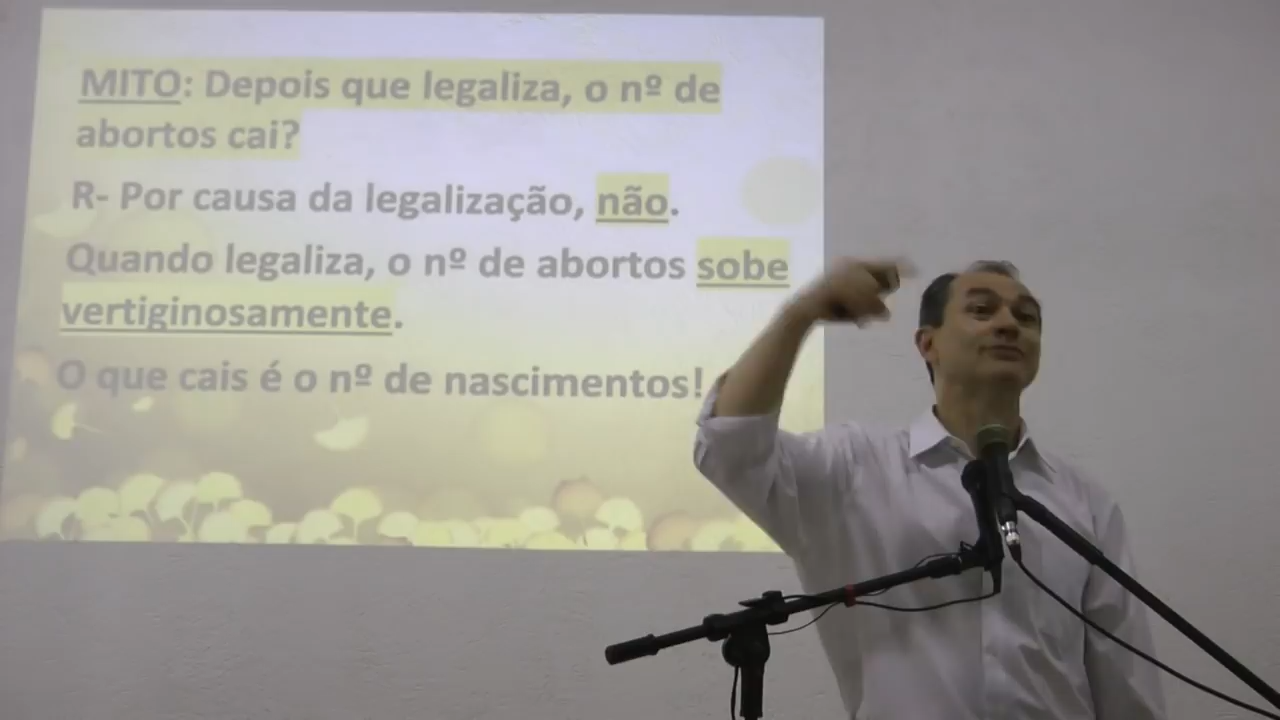 MITO: Depois que legaliza, o nº de
abortos cai?
R- Por causa da legalização, não.
Quando legaliza, o nº de abortos sobe
vertiginosamente.
O que cais é o nº de nascimentos!